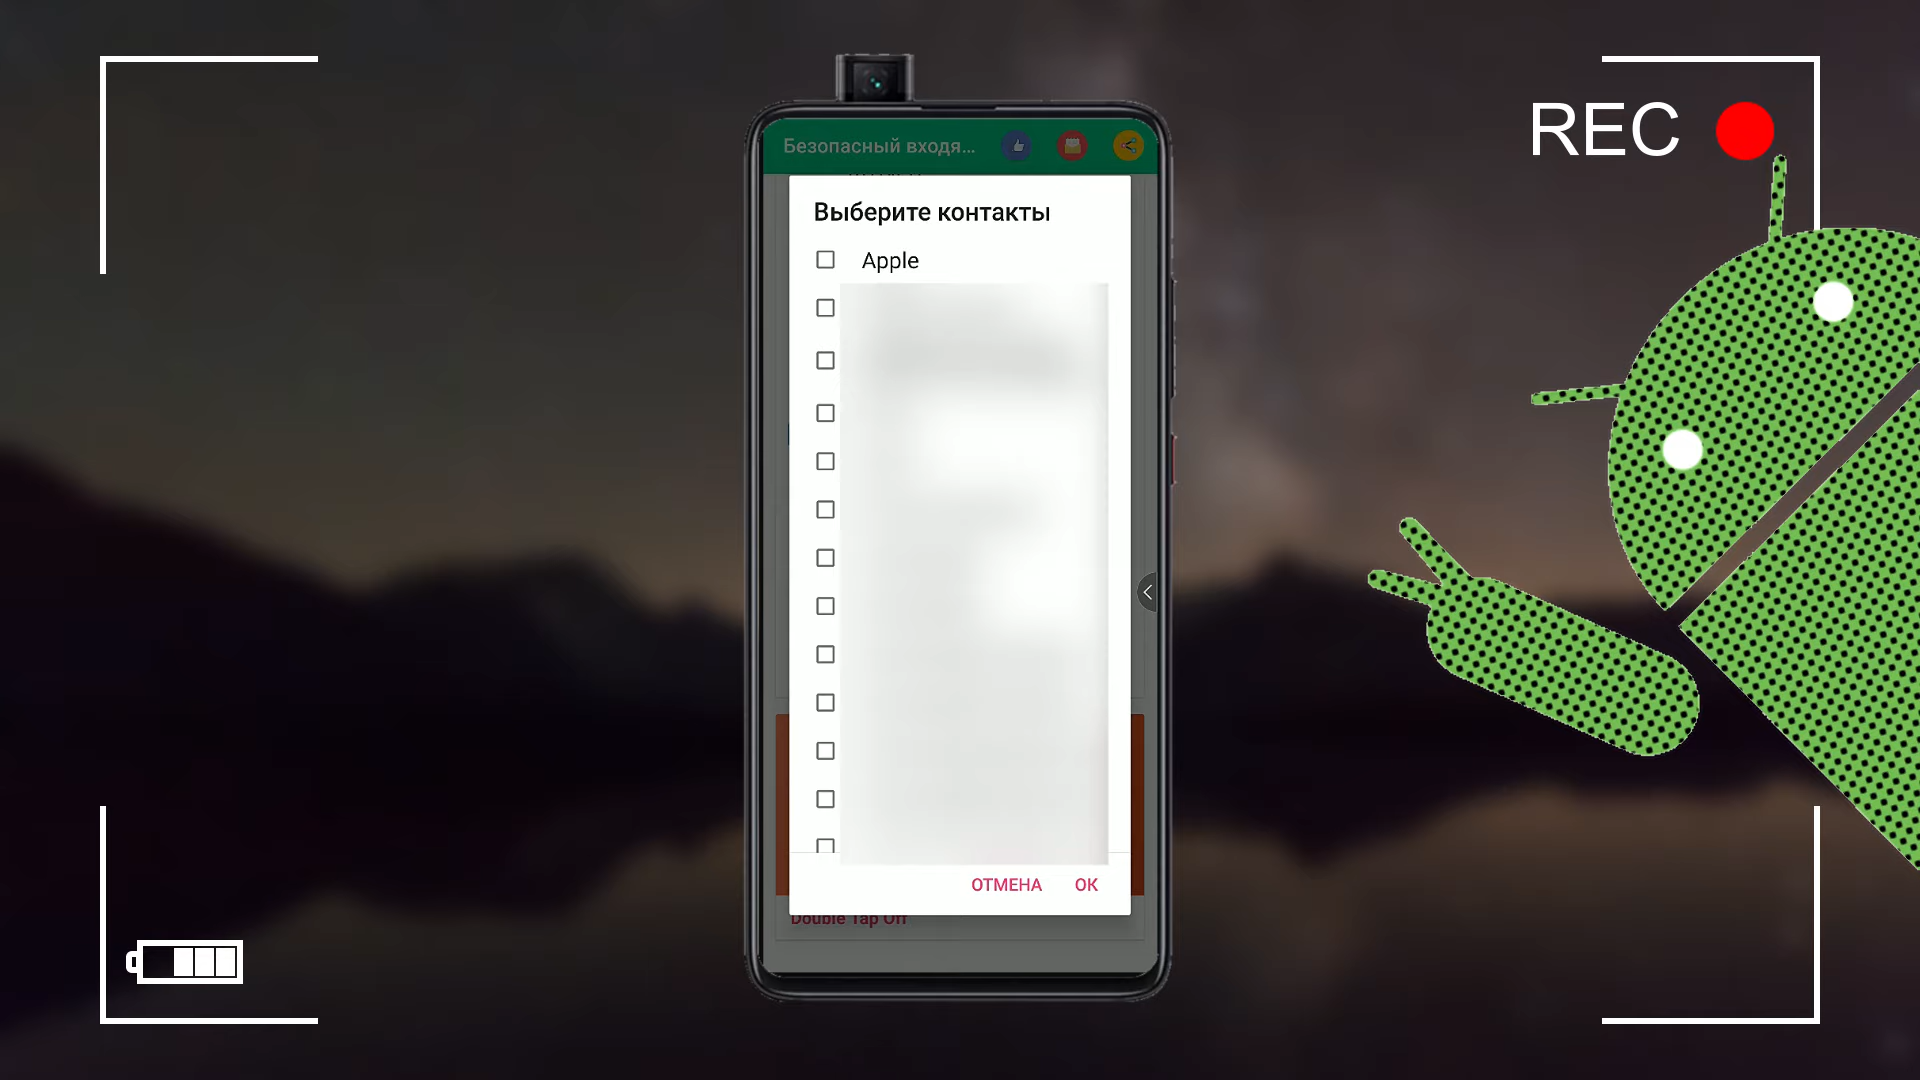 REC
Безопасный входя...
Выберите контакты
Apple
ОТМЕНА
ОК
Double Tap Off